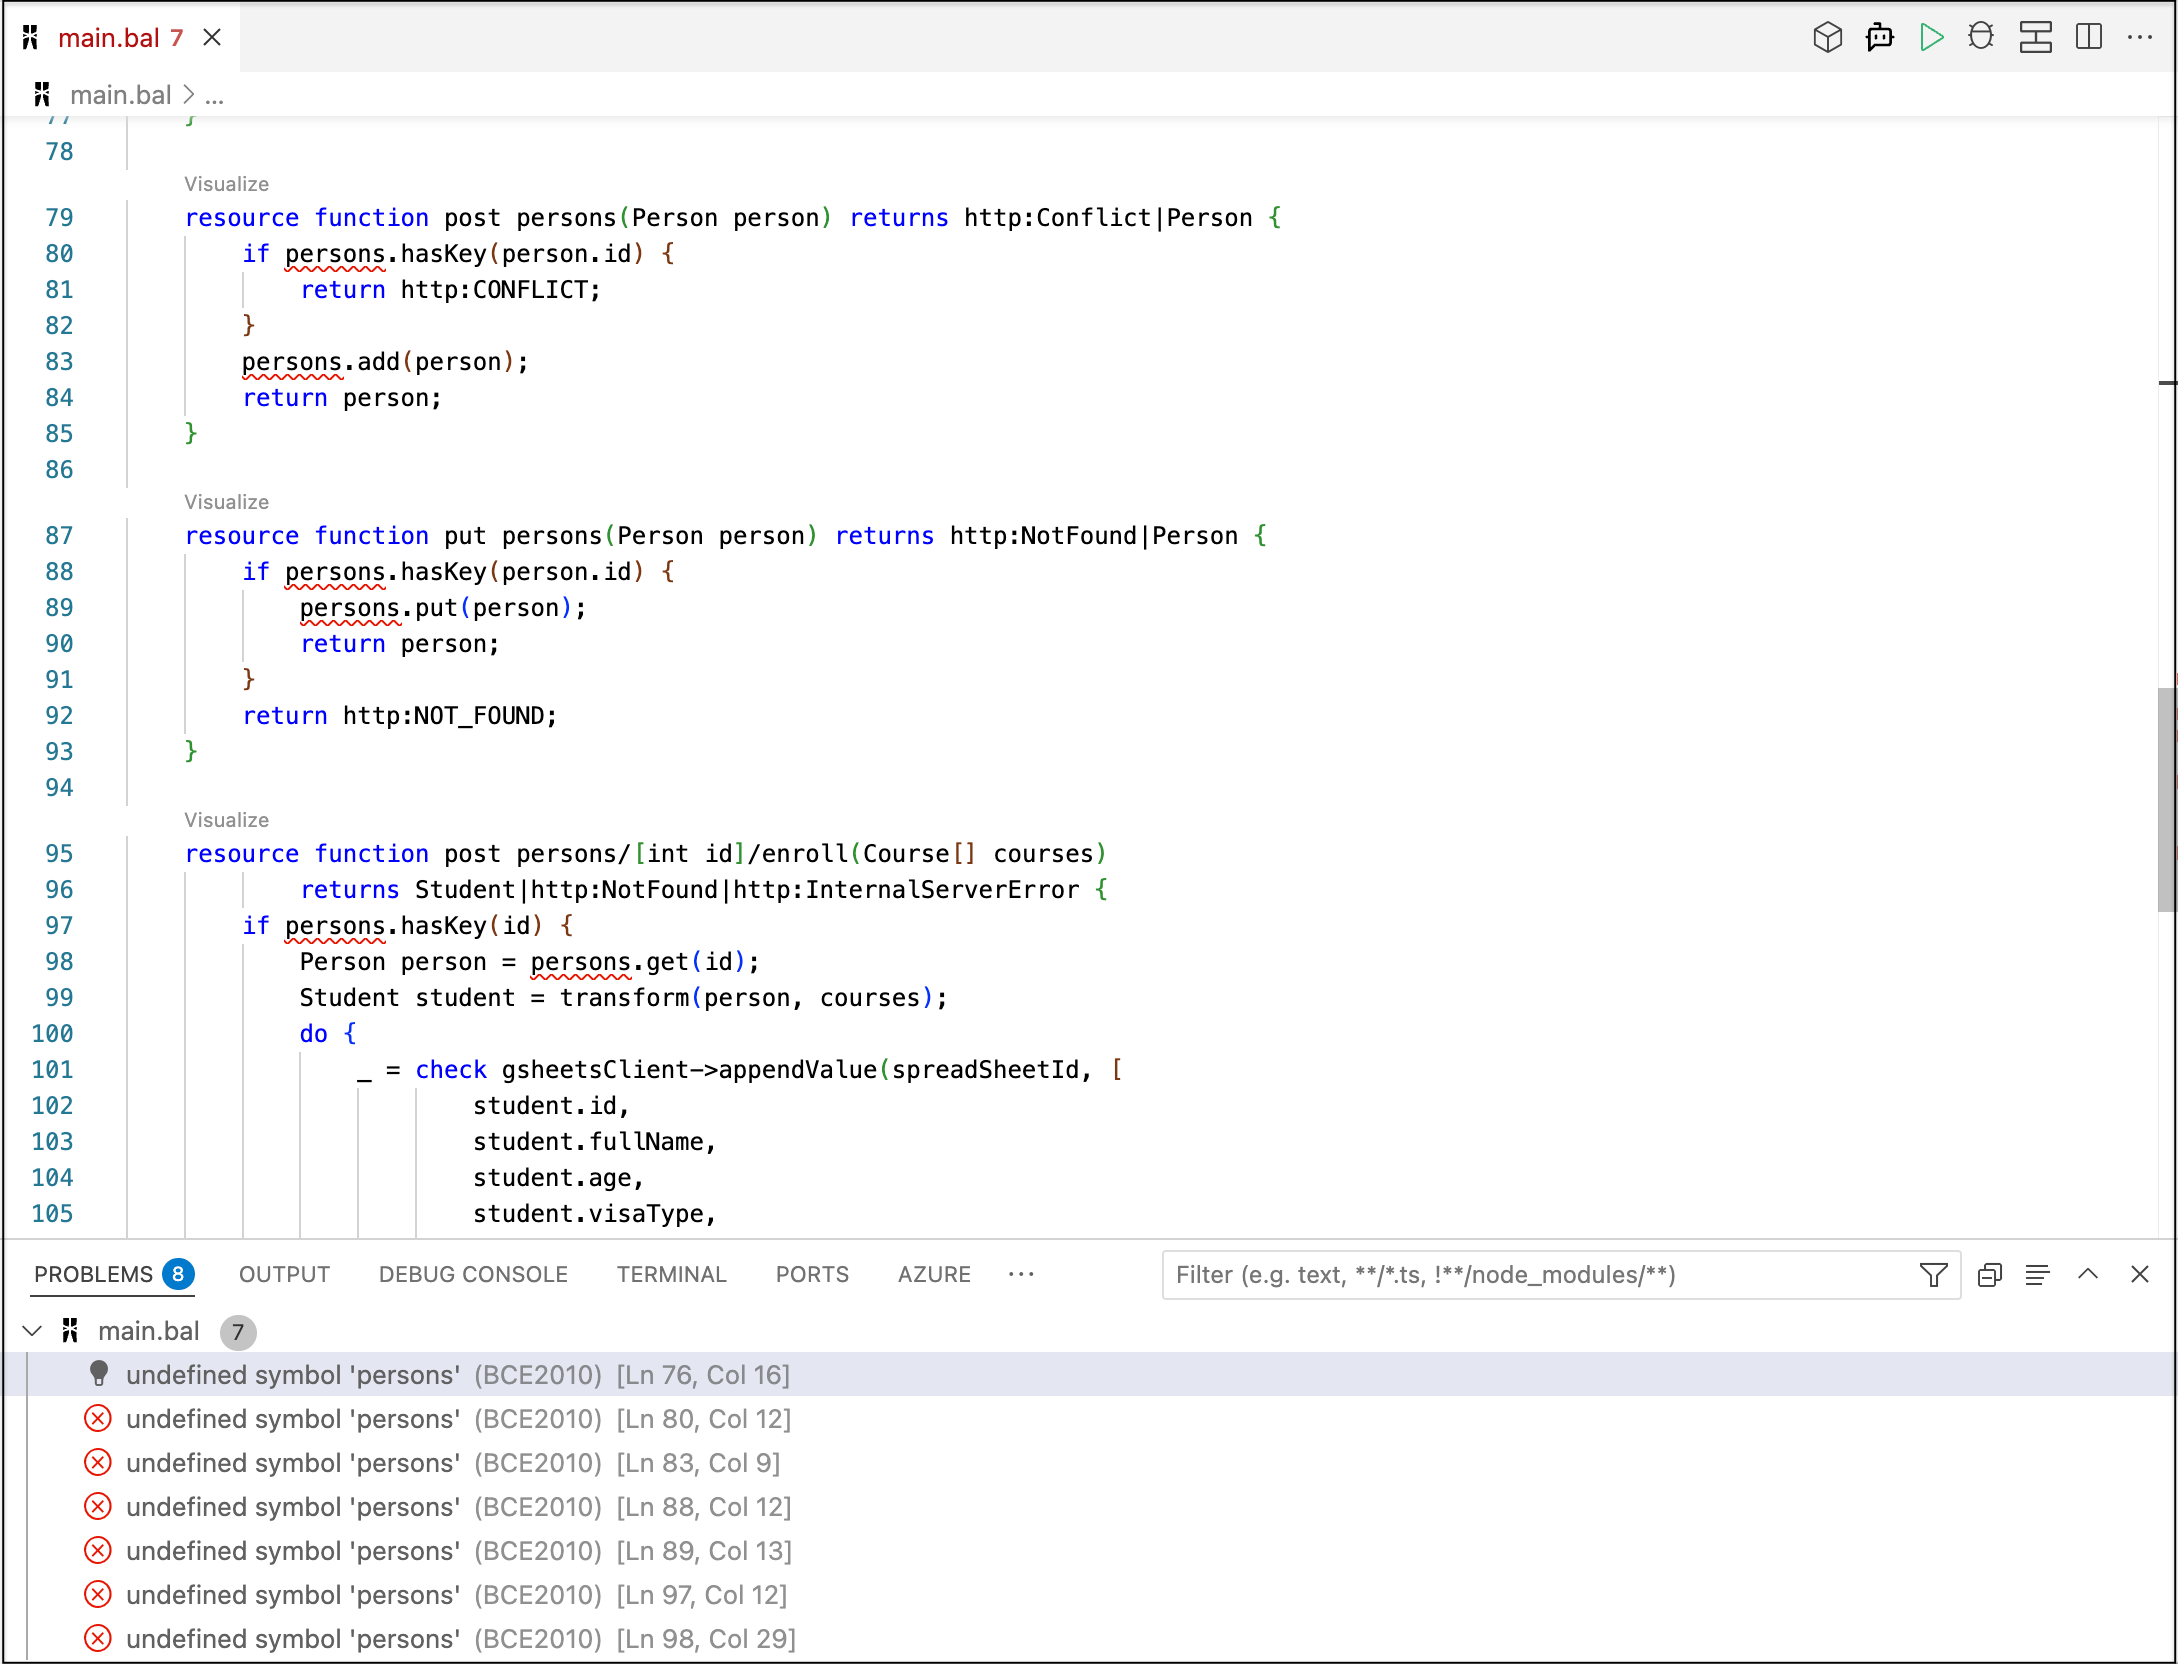 main.bal 7
main.bal > ...
77 }
78
Visualize
79 resource function post persons(Person person) returns http:Conflict|Person {
80 if persons.hasKey(person.id) {
81 return http:CONFLICT;
82 }
83 persons.add(person);
84 return person;
85 }
86
Visualize
87 resource function put persons(Person person) returns http:NotFound|Person {
88 if persons.hasKey(person.id) {
89 persons.put(person);
90 return person;
91 }
92 return http:NOT_FOUND;
93 }
94
Visualize
95 resource function post persons/[int id]/enroll(Course[] courses)
96 returns Student|http:NotFound|http:InternalServerError {
97 if persons.hasKey(id) {
98 Person person = persons.get(id);
99 Student student = transform(person, courses);
100 do {
101 _ = check gsheetsClient->appendValue(spreadSheetId, [
102 student.id,
103 student.fullName,
104 student.age,
105 student.visaType,
PROBLEMS 8 OUTPUT DEBUG CONSOLE TERMINAL PORTS AZURE ··· Filter (e.g. text, **/*.ts, !**/node_modules/**)
main.bal 7
undefined symbol 'persons' (BCE2010) [Ln 76, Col 16]
undefined symbol 'persons' (BCE2010) [Ln 80, Col 12]
undefined symbol 'persons' (BCE2010) [Ln 83, Col 9]
undefined symbol 'persons' (BCE2010) [Ln 88, Col 12]
undefined symbol 'persons' (BCE2010) [Ln 89, Col 13]
undefined symbol 'persons' (BCE2010) [Ln 97, Col 12]
undefined symbol 'persons' (BCE2010) [Ln 98, Col 29]